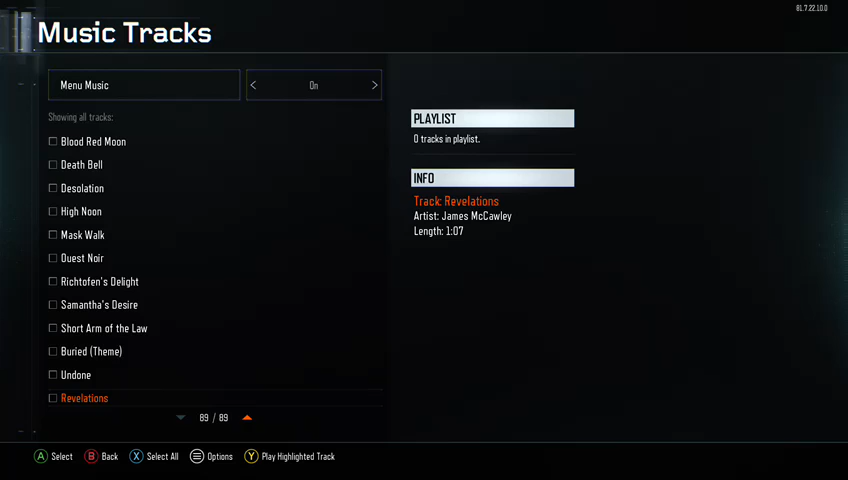 81.7.22.10.0
Music Tracks
Menu Music
On
Showing all tracks:
Blood Red Moon
Death Bell
Desolation
High Noon
Mask Walk
Quest Noir
Richtofen's Delight
Samantha's Desire
Short Arm of the Law
Buried (Theme)
Undone
Revelations
89 / 89
PLAYLIST
0 tracks in playlist.
INFO
Track: Revelations
Artist: James McCawley
Length: 1:07
A Select B Back X Select All Options Y Play Highlighted Track